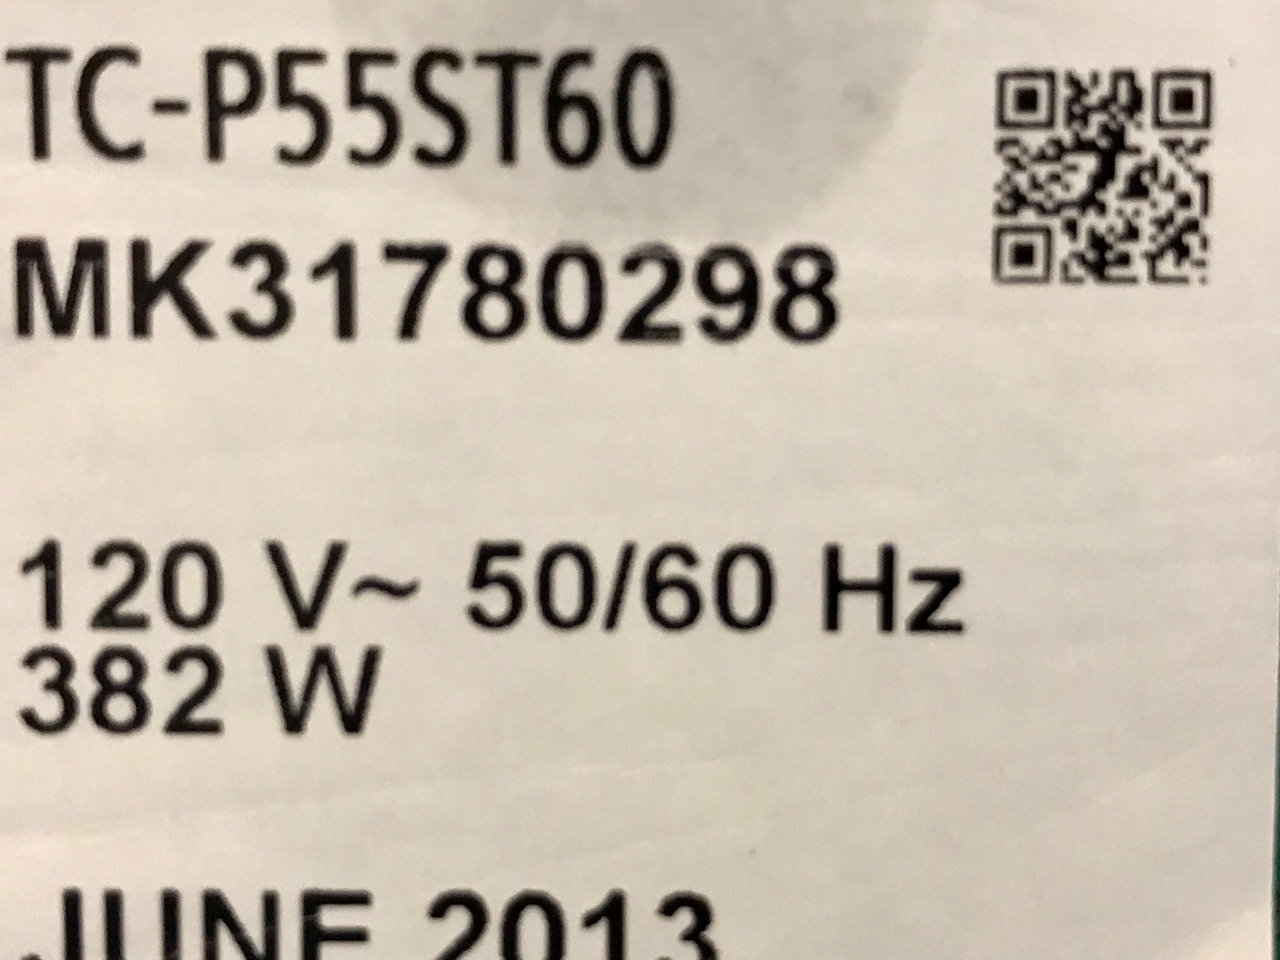 TC-P55ST60
MK31780298
120 V~ 50/60 Hz
382 W
JUNE 2013